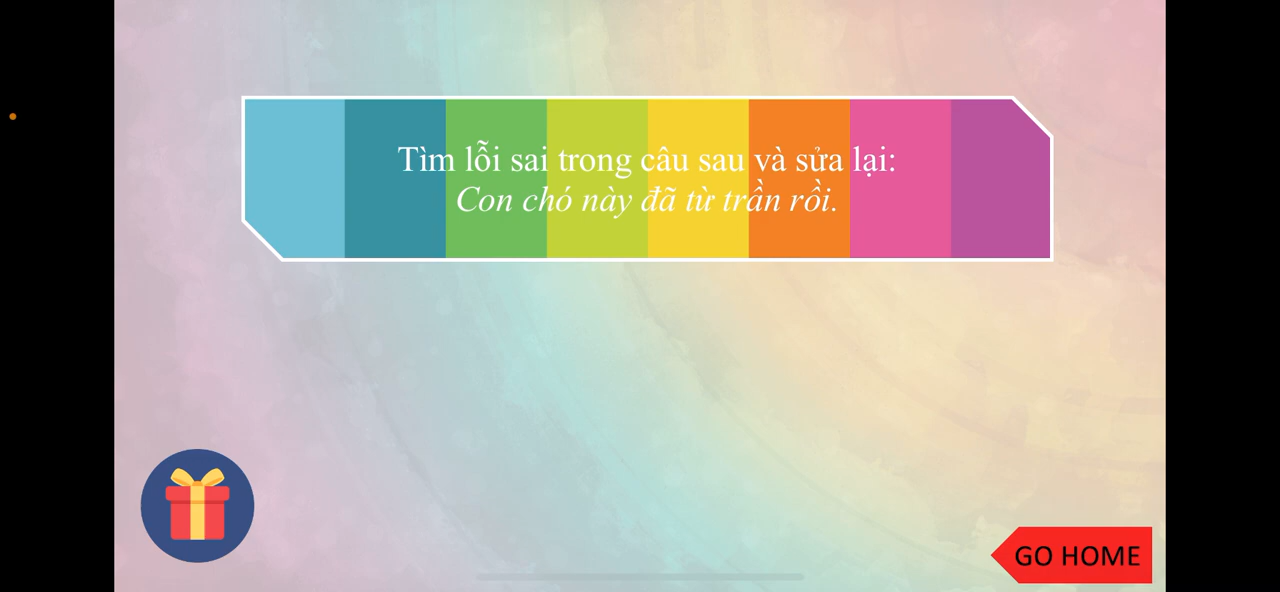 Tìm lỗi sai trong câu sau và sửa lại:
Con chó này đã từ trần rồi.
GO HOME